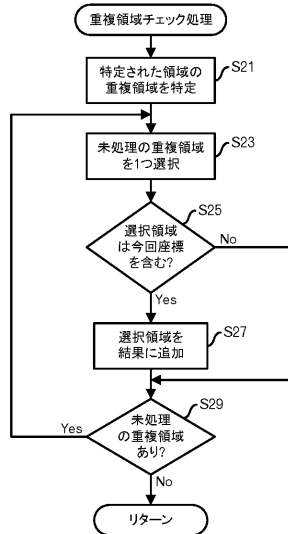 重複領域チェック処理
S21
特定された領域の
重複領域を特定
S23
未処理の重複領域
を1つ選択
S25
選択領域
は今回座標
を含む?
No
Yes
S27
選択領域を
結果に追加
S29
未処理
の重複領域
あり?
Yes
No
リターン